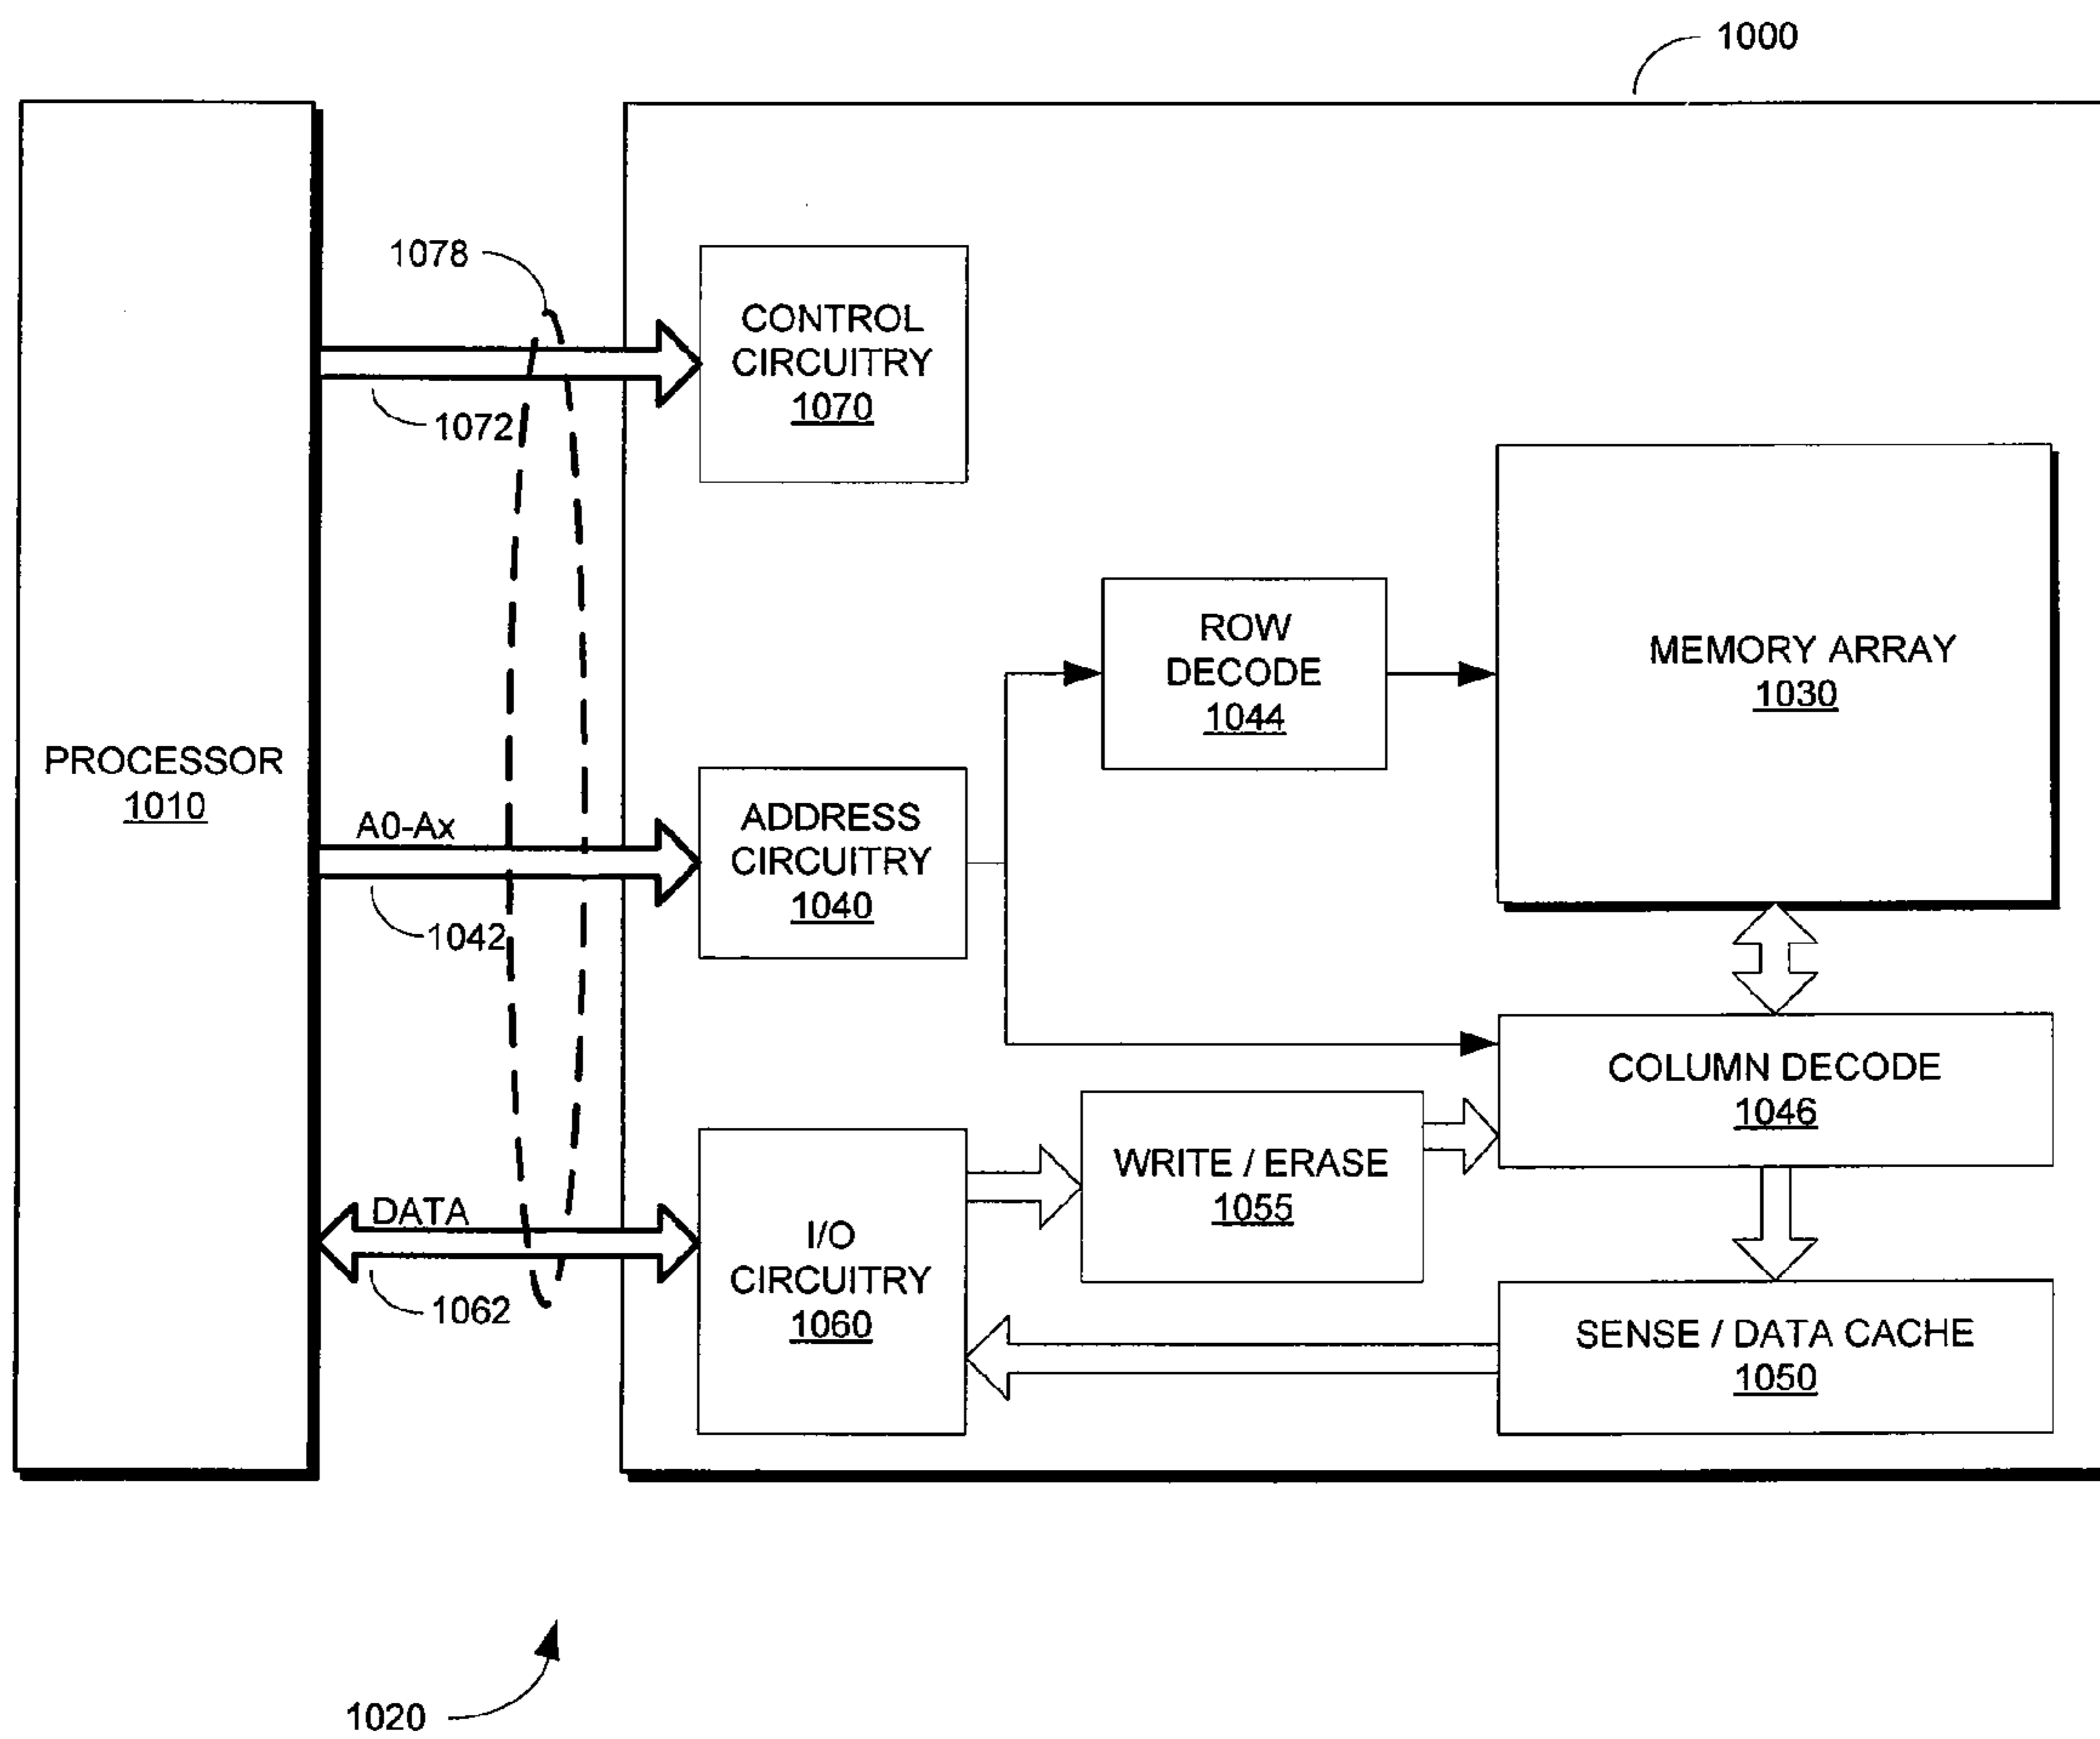 1000
1078
CONTROL
CIRCUITRY
1070
1072
ROW
DECODE
1044
MEMORY ARRAY
1030
PROCESSOR
1010
A0-Ax
ADDRESS
CIRCUITRY
1040
1042
COLUMN DECODE
1046
WRITE / ERASE
1055
DATA
I/O
CIRCUITRY
1060
1062
SENSE / DATA CACHE
1050
1020